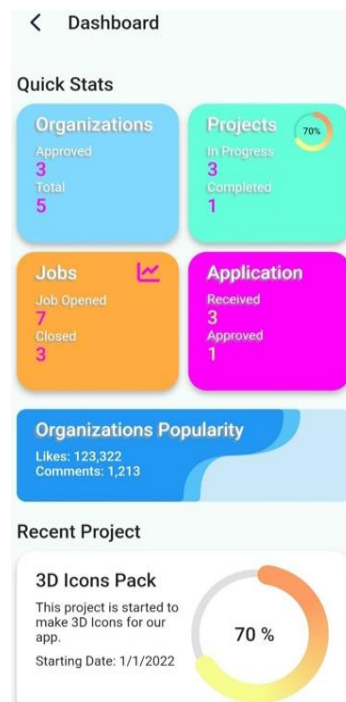 Dashboard
Quick Stats
Organizations
Approved
3
Total
5
Projects
70%
In Progress
3
Completed
1
Jobs
Job Opened
7
Closed
3
Application
Received
3
Approved
1
Organizations Popularity
Likes: 123,322
Comments: 1,213
Recent Project
3D Icons Pack
This project is started to
make 3D Icons for our
app.
Starting Date: 1/1/2022
70 %